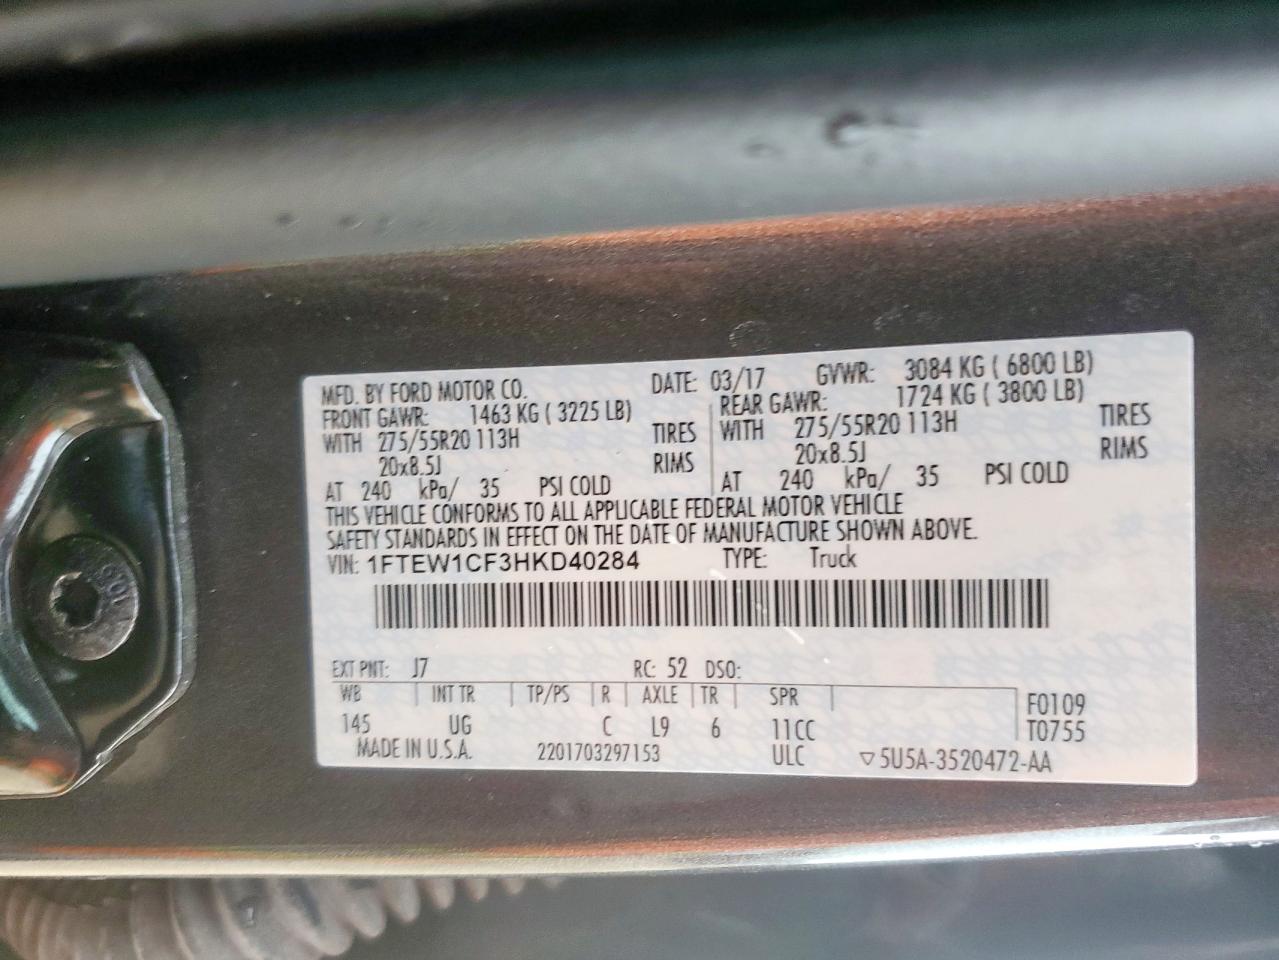 MFD. BY FORD MOTOR CO. DATE: 03/17 GVWR: 3084 KG ( 6800 LB)
FRONT GAWR: 1463 KG ( 3225 LB) REAR GAWR: 1724 KG ( 3800 LB)
WITH 275/55R20 113H TIRES WITH 275/55R20 113H TIRES
20x8.5J RIMS 20x8.5J RIMS
AT 240 kPa/ 35 PSI COLD AT 240 kPa/ 35 PSI COLD
THIS VEHICLE CONFORMS TO ALL APPLICABLE FEDERAL MOTOR VEHICLE
SAFETY STANDARDS IN EFFECT ON THE DATE OF MANUFACTURE SHOWN ABOVE.
VIN: 1FTEW1CF3HKD40284 TYPE: Truck
EXT PNT: J7 RC: 52 DSO:
WB INT TR TP/PS R AXLE TR SPR F0109
145 UG C L9 6 11CC T0755
MADE IN U.S.A. 2201703297153 ULC ▽5U5A-3520472-AA